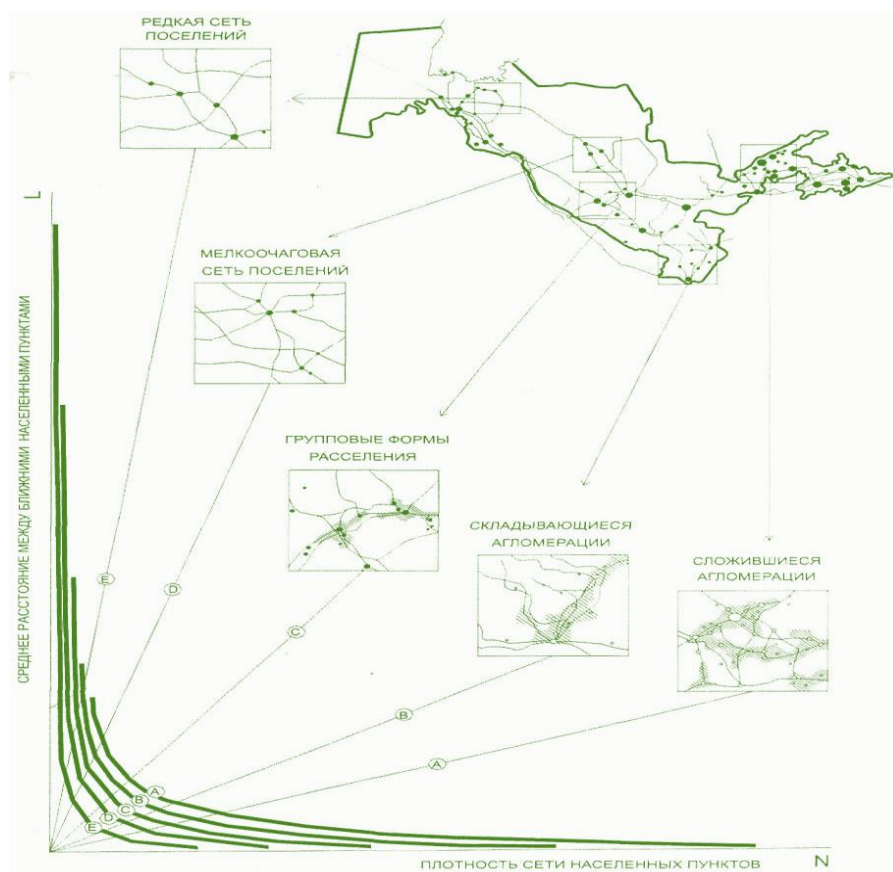 РЕДКАЯ СЕТЬ
ПОСЕЛЕНИЙ
МЕЛКООЧАГОВАЯ
СЕТЬ ПОСЕЛЕНИЙ
ГРУППОВЫЕ ФОРМЫ
РАССЕЛЕНИЯ
СКЛАДЫВАЮЩИЕСЯ
АГЛОМЕРАЦИИ
СЛОЖИВШИЕСЯ
АГЛОМЕРАЦИИ
L
СРЕДНЕЕ РАССТОЯНИЕ МЕЖДУ БЛИЖНИМИ НАСЕЛЕННЫМИ ПУНКТАМИ
E
D
C
B
A
A
B
C
D
E
ПЛОТНОСТЬ СЕТИ НАСЕЛЕННЫХ ПУНКТОВ
N